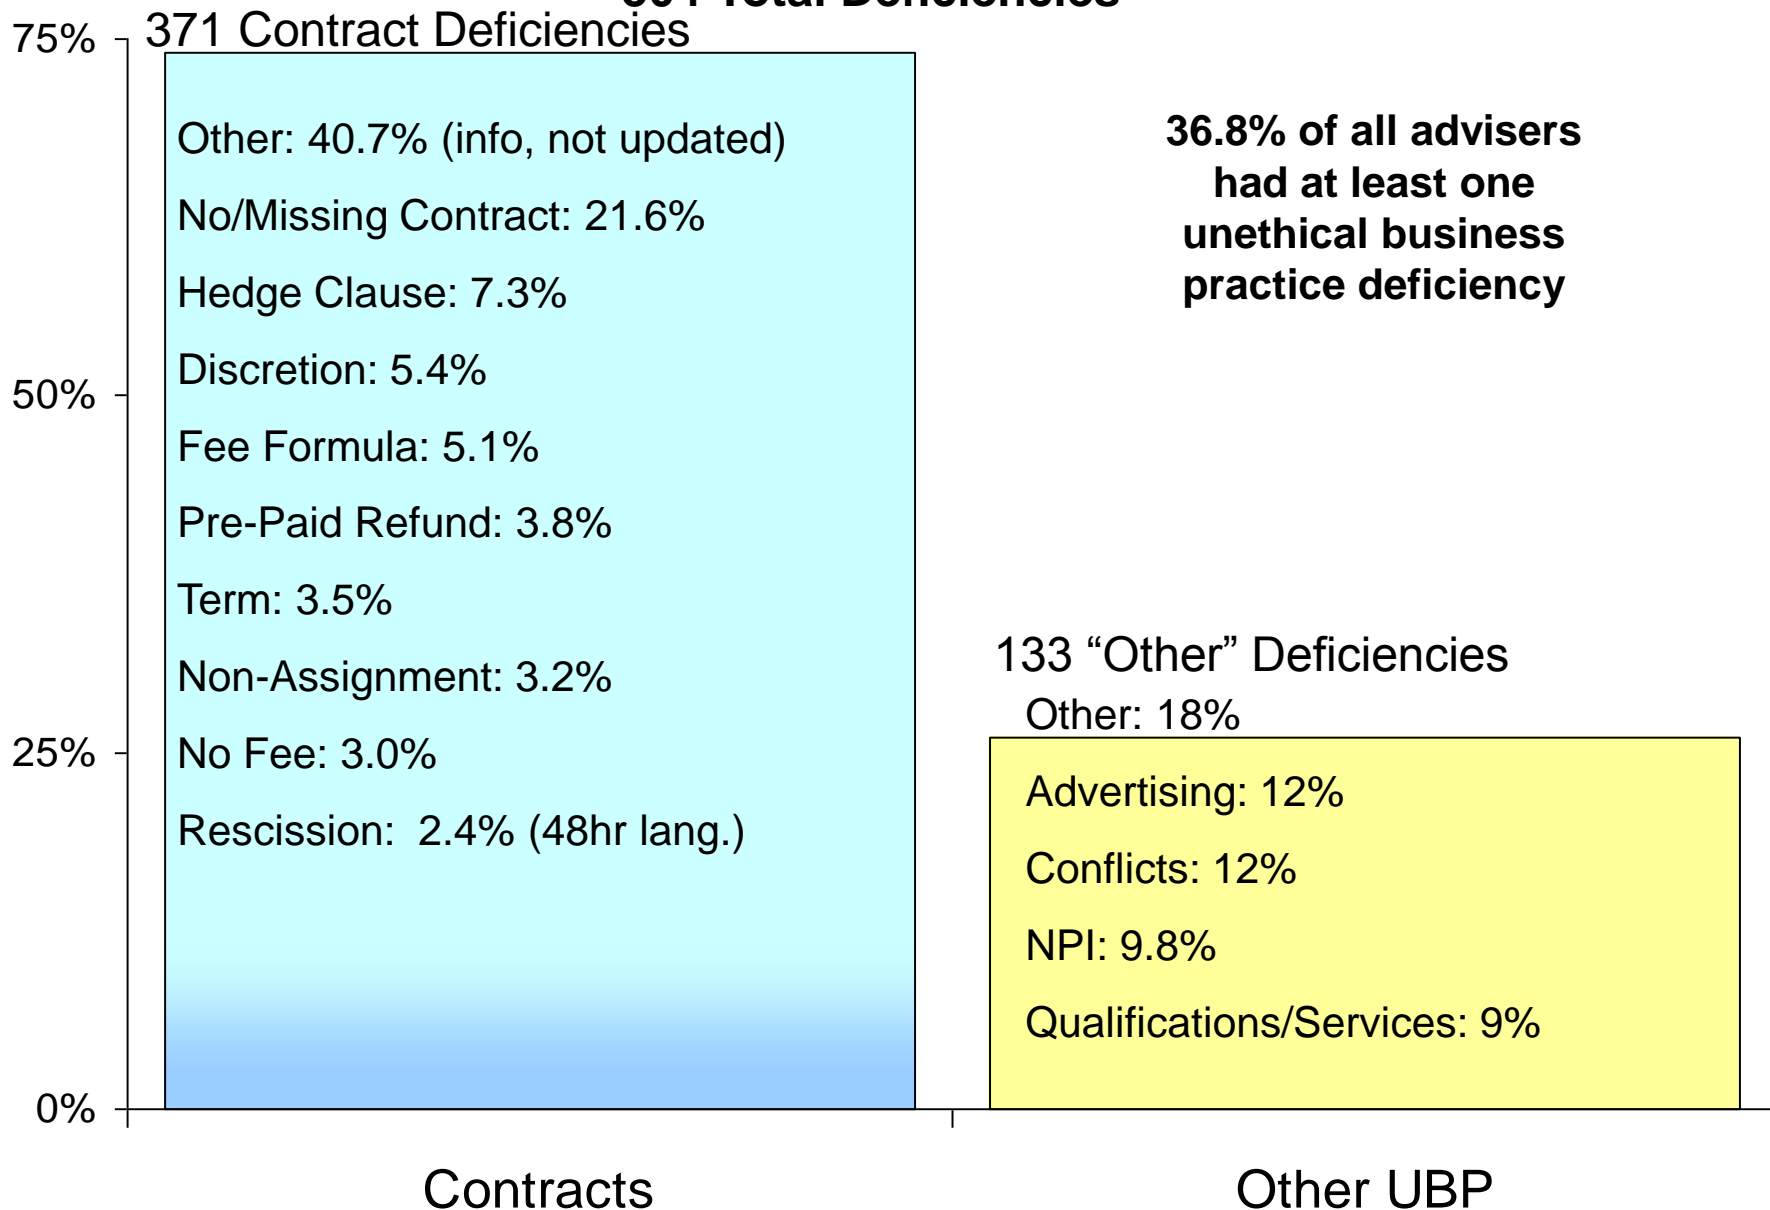 Total Deficiencies
371 Contract Deficiencies
75%
50%
25%
0%
Other: 40.7% (info, not updated)
No/Missing Contract: 21.6%
Hedge Clause: 7.3%
Discretion: 5.4%
Fee Formula: 5.1%
Pre-Paid Refund: 3.8%
Term: 3.5%
Non-Assignment: 3.2%
No Fee: 3.0%
Rescission:  2.4% (48hr lang.)
36.8% of all advisers
had at least one
unethical business
practice deficiency
133 “Other” Deficiencies
Other: 18%
Advertising: 12%
Conflicts: 12%
NPI: 9.8%
Qualifications/Services: 9%
Contracts
Other UBP